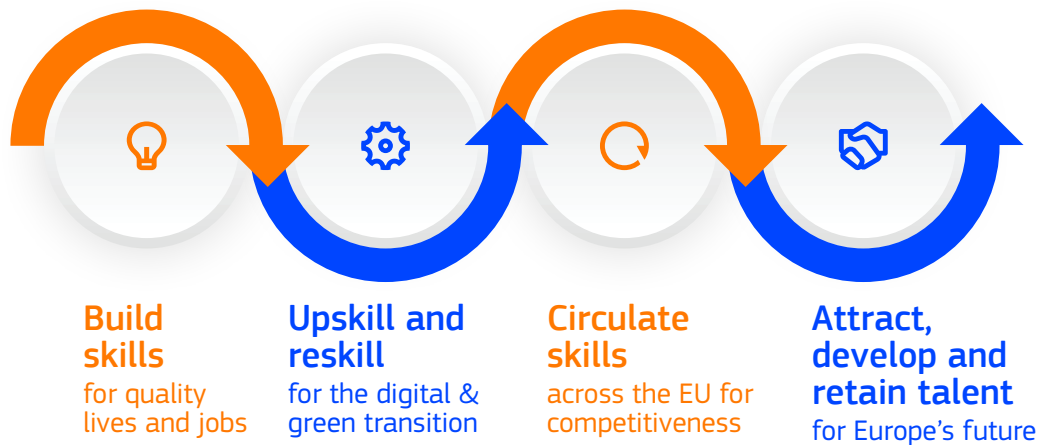 Build
skills
for quality
lives and jobs
Upskill and
reskill
for the digital &
green transition
Circulate
skills
across the EU for
competitiveness
Attract,
develop and
retain talent
for Europe’s future